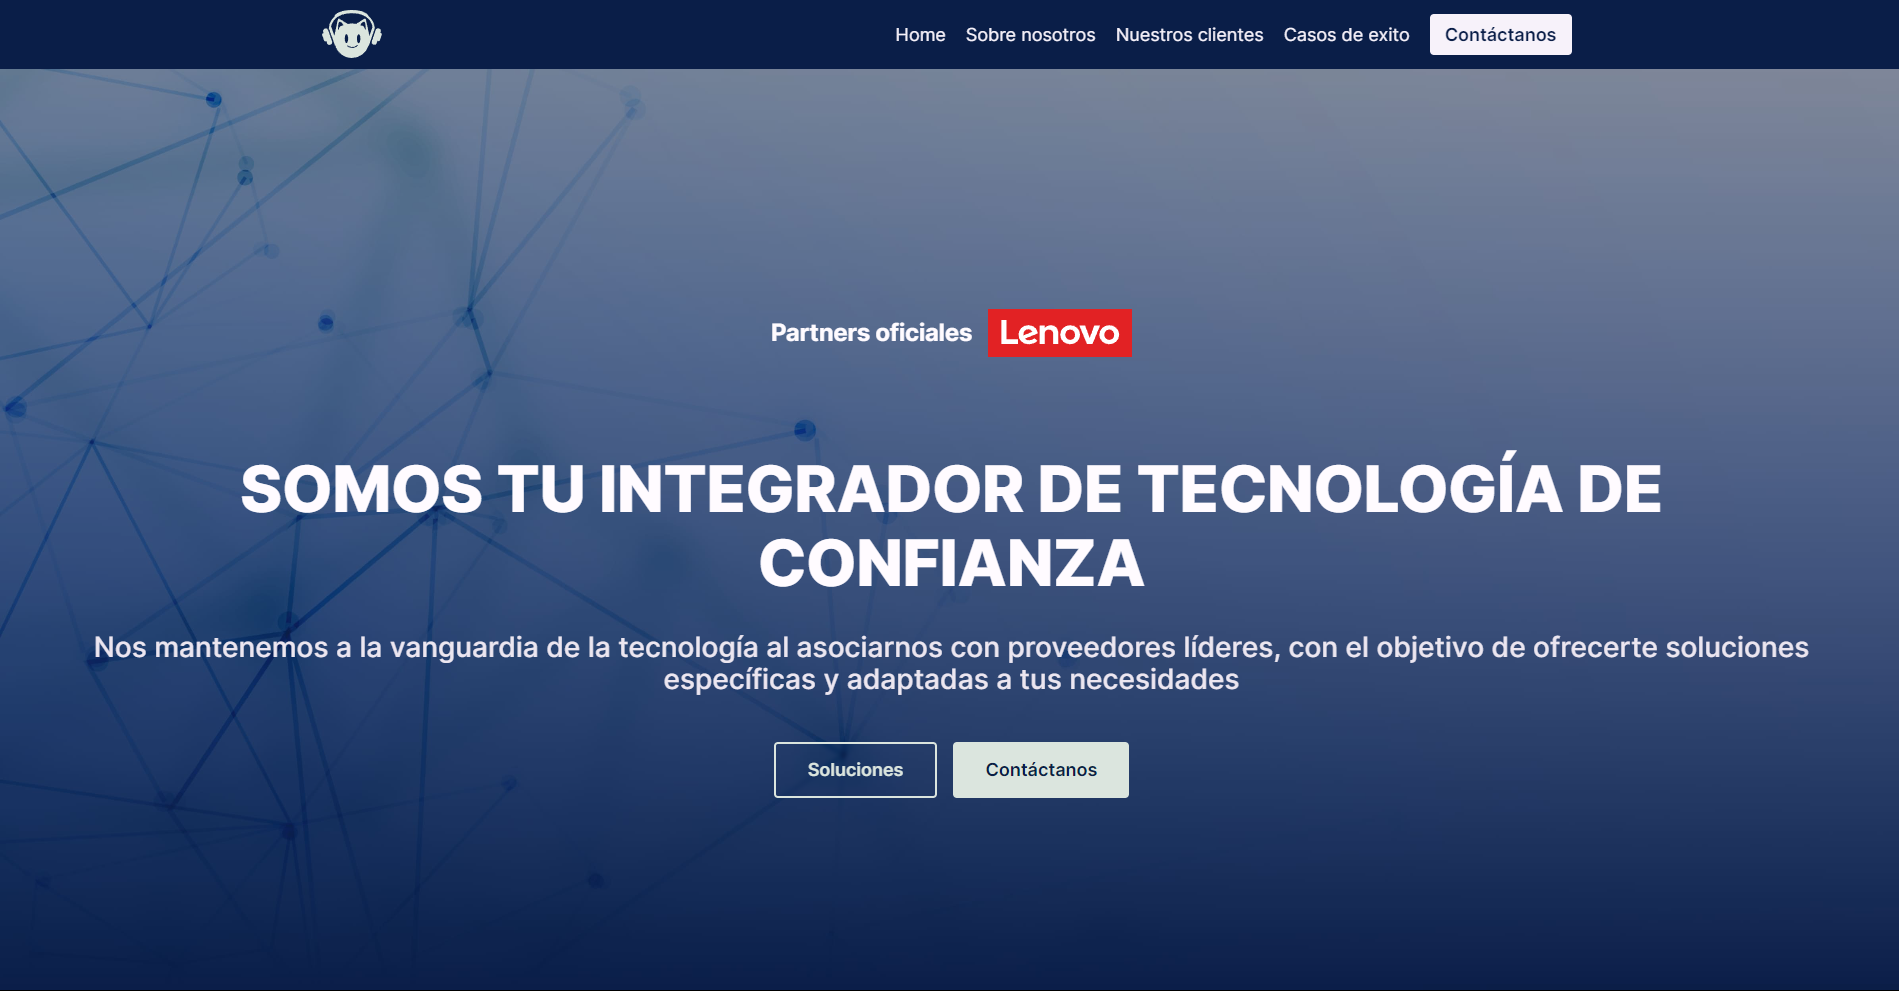 Home Sobre nosotros Nuestros clientes Casos de exito Contáctanos
Partners oficiales Lenovo
SOMOS TU INTEGRADOR DE TECNOLOGÍA DE
CONFIANZA
Nos mantenemos a la vanguardia de la tecnología al asociarnos con proveedores líderes, con el objetivo de ofrecerte soluciones
específicas y adaptadas a tus necesidades
Soluciones Contáctanos